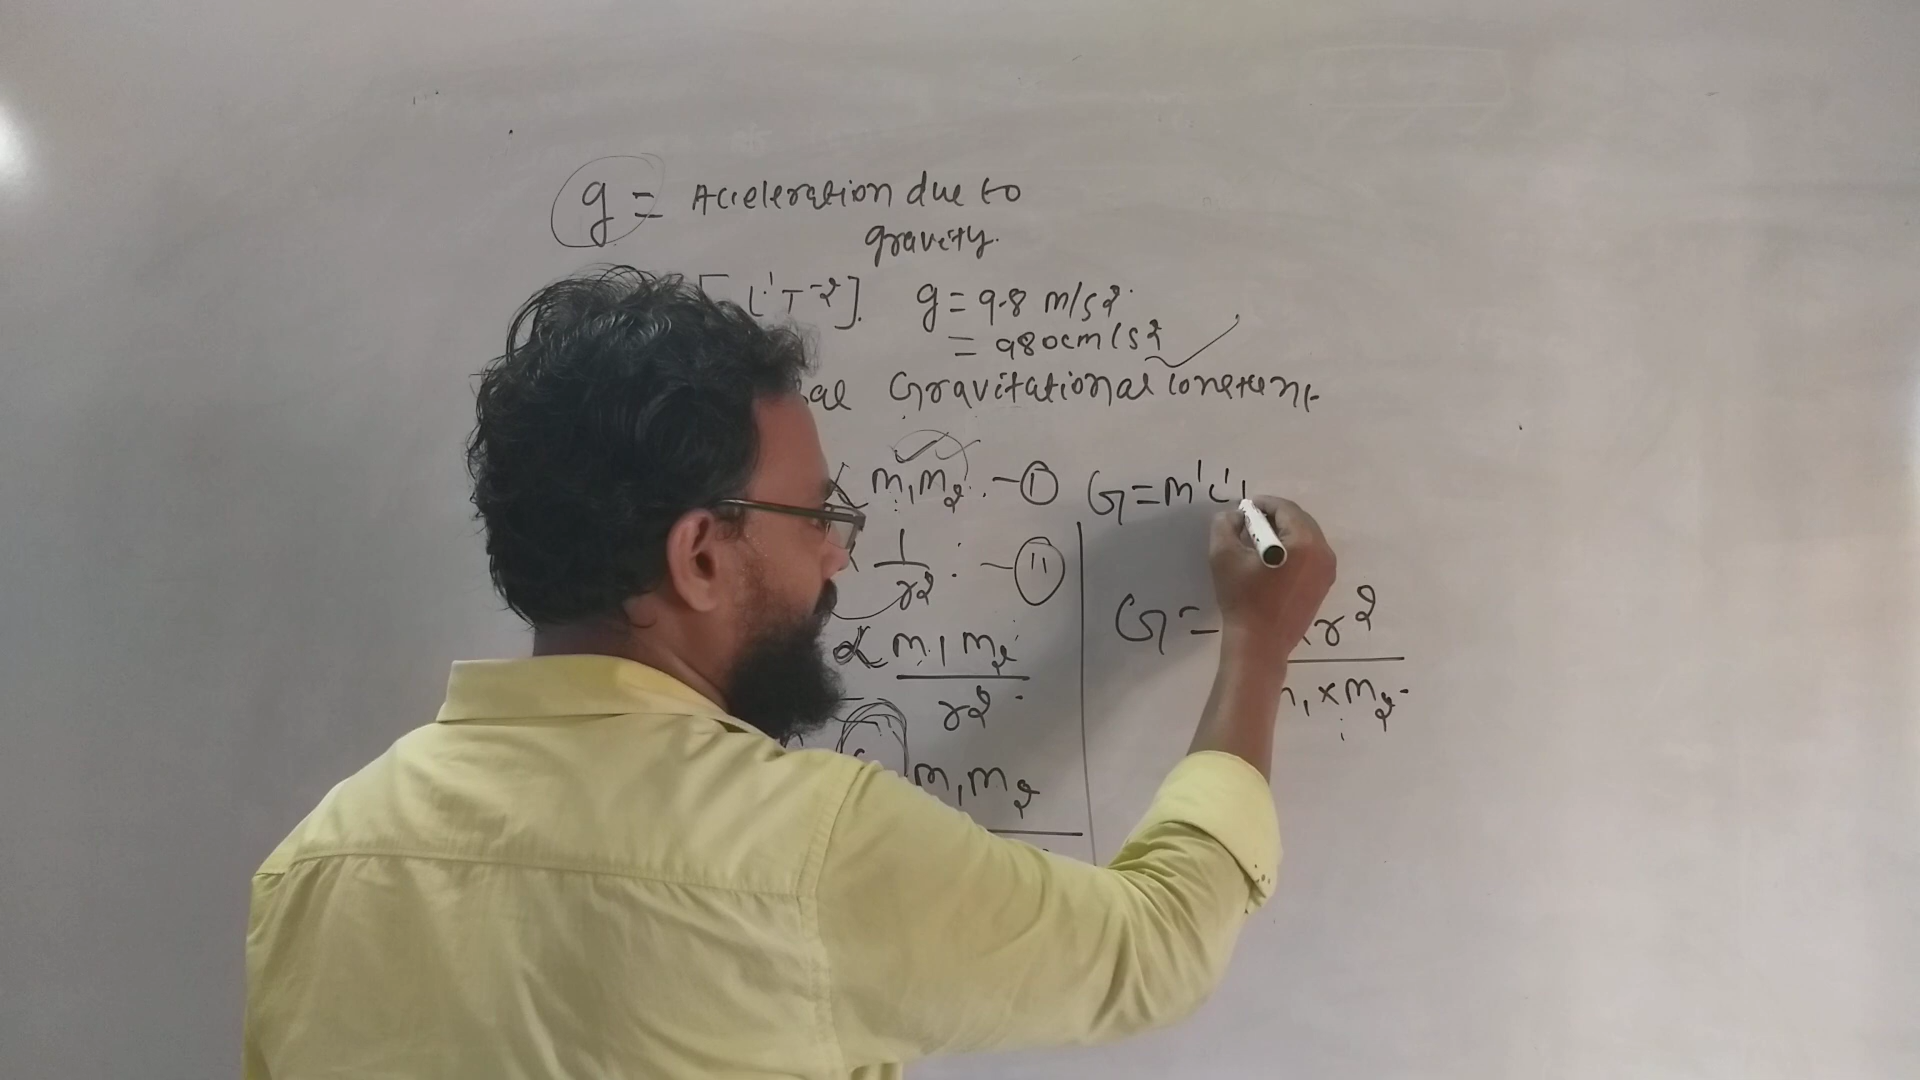 g = Acceleration due to
gravity.
[L¹T⁻²]. g = 9.8 m/s²
= 980cm/s²
Gravitational constant
m₁m₂ - I
1/r² - II
∝ m₁m₂/r²
m₁m₂
G = m¹L¹
G = r²/m₁×m₂